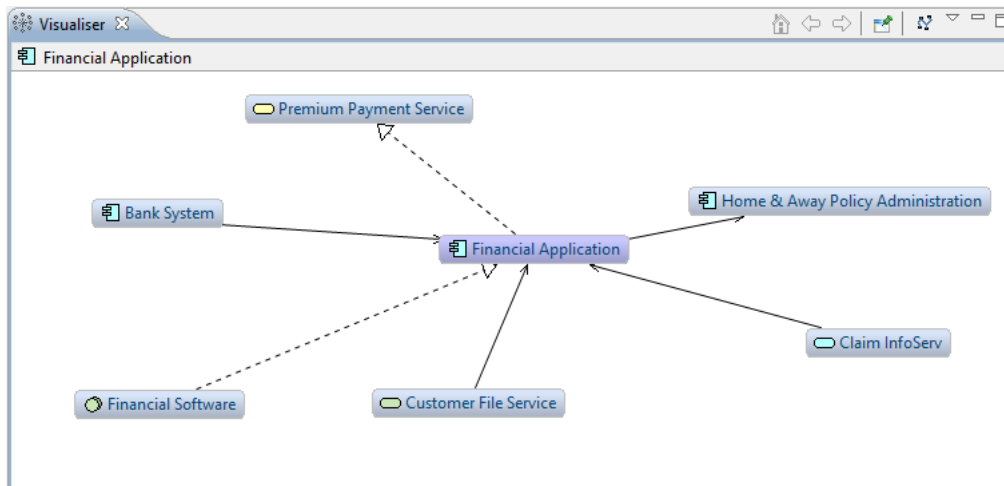 Visualiser
Financial Application
Premium Payment Service
Home & Away Policy Administration
Bank System
Financial Application
Claim InfoServ
Financial Software
Customer File Service